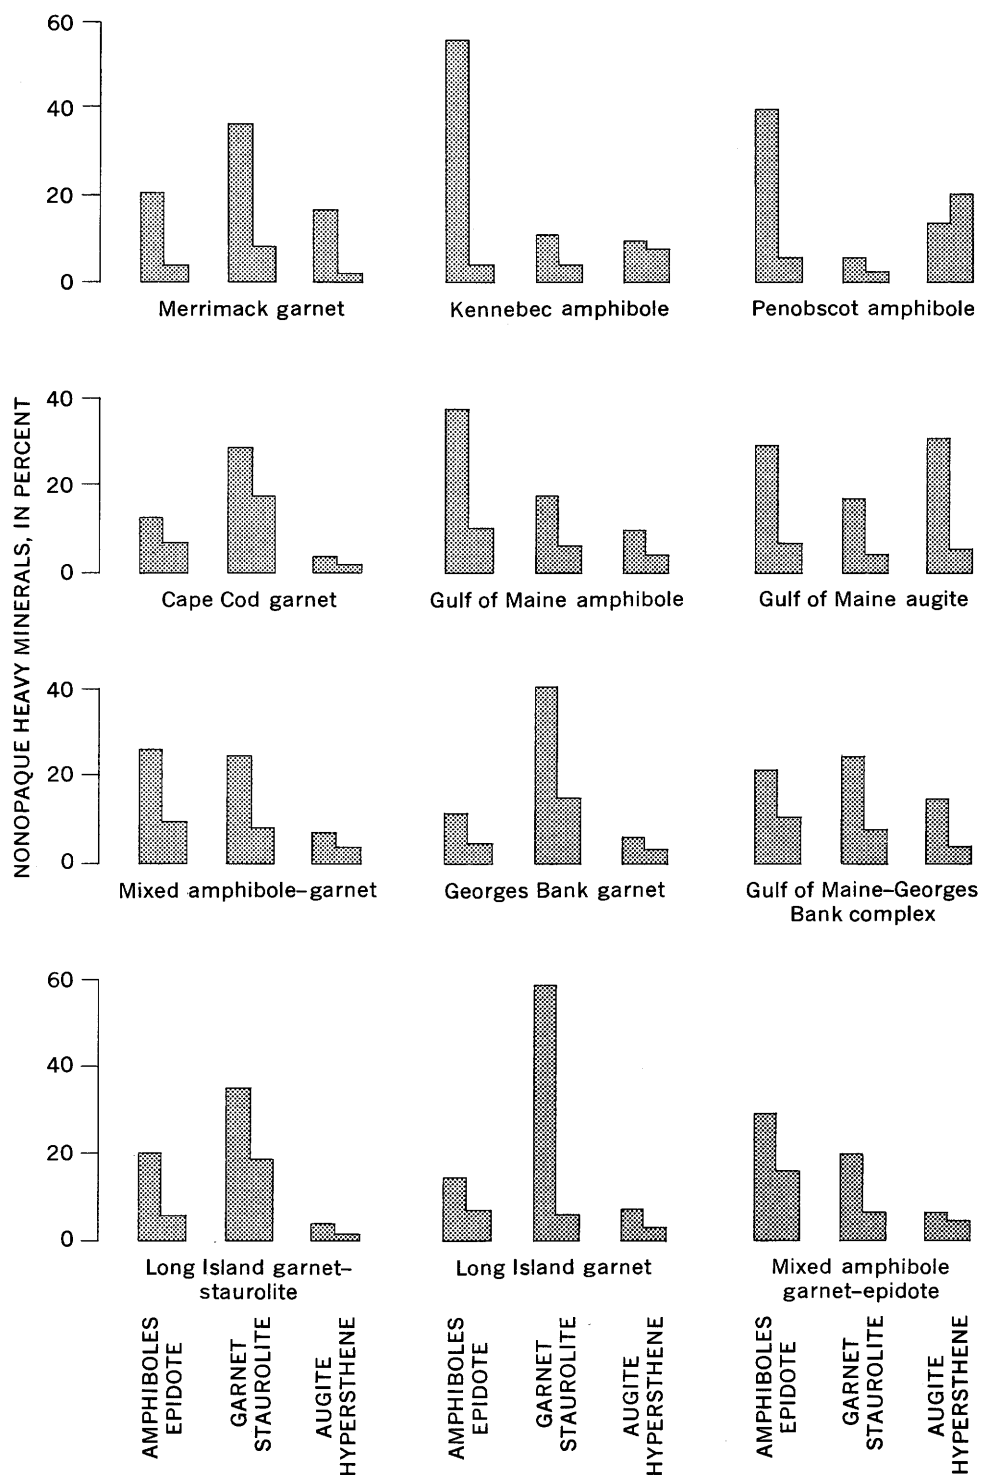 NONOPAQUE HEAVY MINERALS, IN PERCENT
60
40
20
0
Merrimack garnet
Kennebec amphibole
Penobscot amphibole
40
20
0
Cape Cod garnet
Gulf of Maine amphibole
Gulf of Maine augite
40
20
0
Mixed amphibole–garnet
Georges Bank garnet
Gulf of Maine–Georges
Bank complex
60
40
20
0
Long Island garnet–
staurolite
Long Island garnet
Mixed amphibole
garnet–epidote
AMPHIBOLES
EPIDOTE
GARNET
STAUROLITE
AUGITE
HYPERSTHENE
AMPHIBOLES
EPIDOTE
GARNET
STAUROLITE
AUGITE
HYPERSTHENE
AMPHIBOLES
EPIDOTE
GARNET
STAUROLITE
AUGITE
HYPERSTHENE